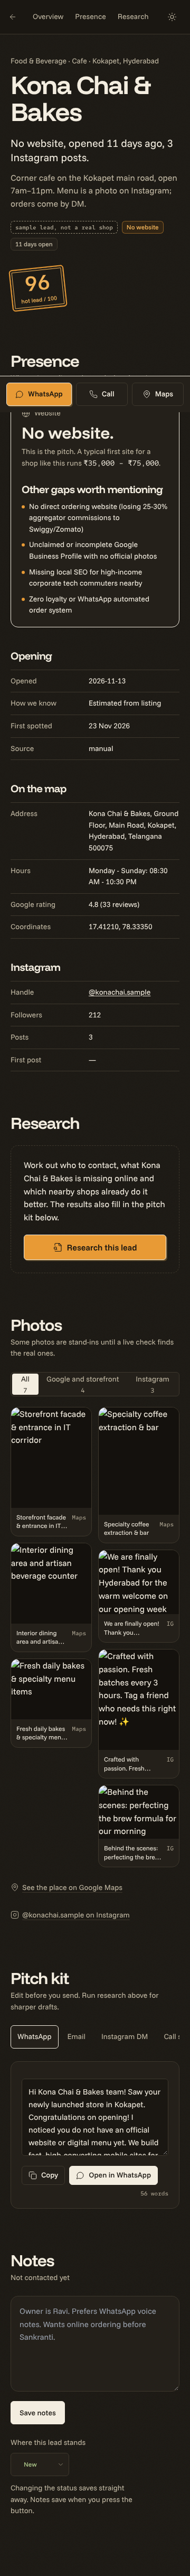 Overview Presence Research
Food & Beverage · Cafe · Kokapet, Hyderabad
Kona Chai &
Bakes
No website, opened 11 days ago, 3
Instagram posts.
Corner cafe on the Kokapet main road, open
7am–11pm. Menu is a photo on Instagram;
orders come by DM.
sample lead, not a real shop
No website
11 days open
96
hot lead / 100
Presence
WhatsApp
Call
Maps
Website
No website.
This is the pitch. A typical first site for a
shop like this runs ₹35,000 – ₹75,000.
Other gaps worth mentioning
No direct ordering website (losing 25-30%
aggregator commissions to
Swiggy/Zomato)
Unclaimed or incomplete Google
Business Profile with no official photos
Missing local SEO for high-income
corporate tech commuters nearby
Zero loyalty or WhatsApp automated
order system
Opening
Opened 2026-11-13
How we know Estimated from listing
First spotted 23 Nov 2026
Source manual
On the map
Address Kona Chai & Bakes, Ground
Floor, Main Road, Kokapet,
Hyderabad, Telangana
500075
Hours Monday - Sunday: 08:30
AM - 10:30 PM
Google rating 4.8 (33 reviews)
Coordinates 17.41210, 78.33350
Instagram
Handle @konachai.sample
Followers 212
Posts 3
First post —
Research
Work out who to contact, what Kona
Chai & Bakes is missing online and
which nearby shops already do it
better. The results also fill in the pitch
kit below.
Research this lead
Photos
Some photos are stand-ins until a live check finds
the real ones.
All
7
Google and storefront
4
Instagram
3
Storefront facade
& entrance in IT
corridor
Storefront facade
& entrance in IT…
Maps
Interior dining
area and artisan
beverage counter
Interior dining
area and artisa…
Maps
Fresh daily bakes
& specialty menu
items
Fresh daily bakes
& specialty men…
Maps
Specialty coffee
extraction & bar
Specialty coffee
extraction & bar
Maps
We are finally
open! Thank you
Hyderabad for the
warm welcome on
our opening week
We are finally open!
Thank you…
IG
Crafted with
passion. Fresh
batches every 3
hours. Tag a friend
who needs this right
now! ✨
Crafted with
passion. Fresh…
IG
Behind the
scenes: perfecting
the brew formula for
our morning
Behind the scenes:
perfecting the bre…
IG
See the place on Google Maps
@konachai.sample on Instagram
Pitch kit
Edit before you send. Run research above for
sharper drafts.
WhatsApp Email Instagram DM Call s
Hi Kona Chai & Bakes team! Saw your
newly launched store in Kokapet.
Congratulations on opening! I
noticed you do not have an official
website or digital menu yet. We build
fast, high-converting mobile sites for
Copy
Open in WhatsApp
56 words
Notes
Not contacted yet
Owner is Ravi. Prefers WhatsApp voice
notes. Wants online ordering before
Sankranti.
Save notes
Where this lead stands
New
Changing the status saves straight
away. Notes save when you press the
button.